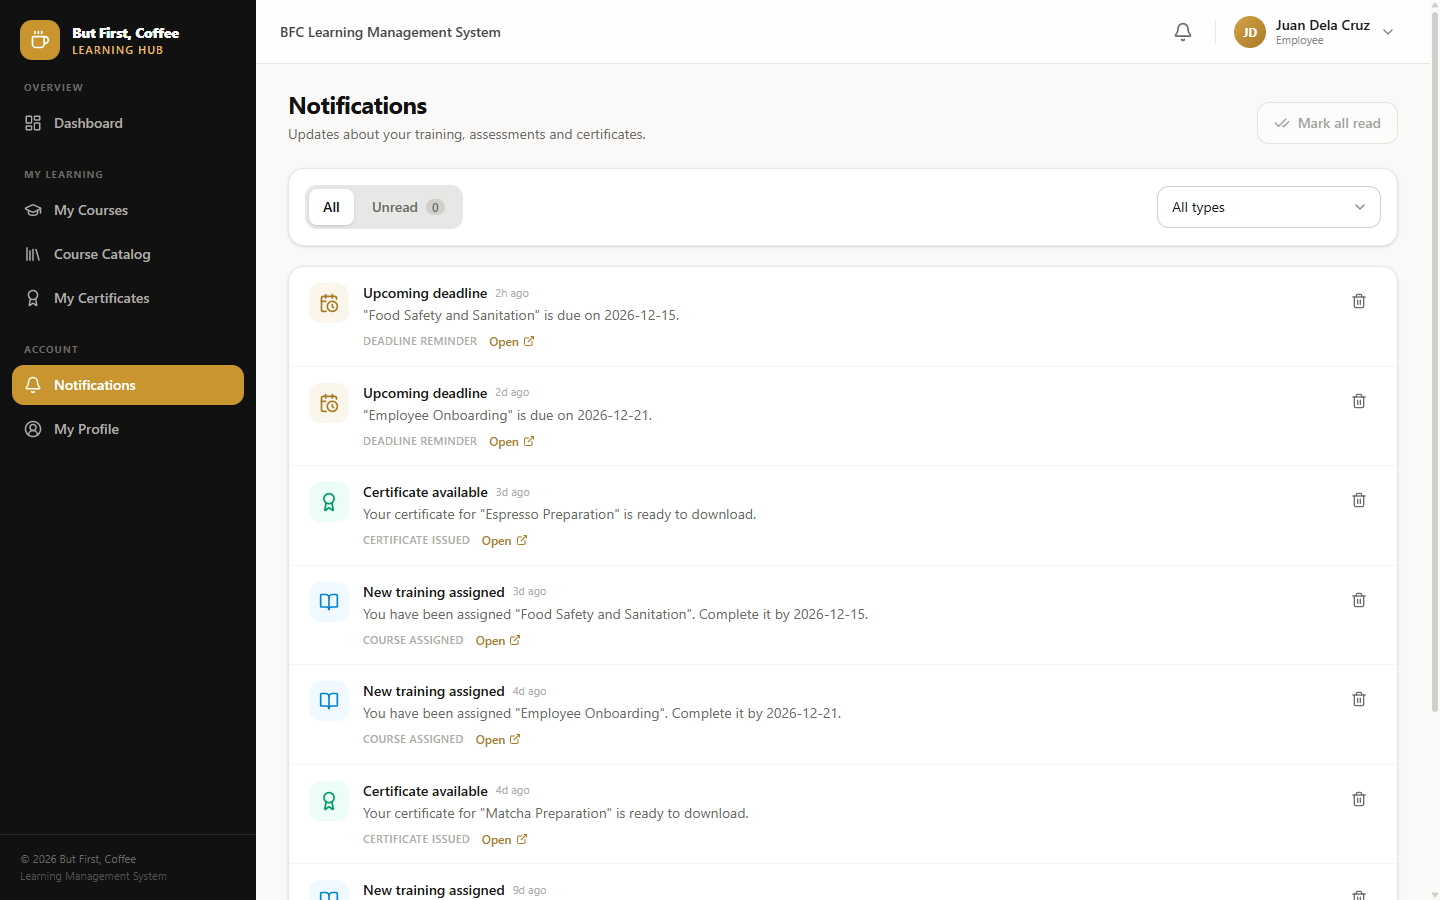 But First, Coffee
LEARNING HUB
OVERVIEW
Dashboard
MY LEARNING
My Courses
Course Catalog
My Certificates
ACCOUNT
Notifications
My Profile
© 2026 But First, Coffee
Learning Management System
BFC Learning Management System
JD
Juan Dela Cruz
Employee
Notifications
Updates about your training, assessments and certificates.
Mark all read
All
Unread 0
All types
Upcoming deadline 2h ago
"Food Safety and Sanitation" is due on 2026-12-15.
DEADLINE REMINDER Open
Upcoming deadline 2d ago
"Employee Onboarding" is due on 2026-12-21.
DEADLINE REMINDER Open
Certificate available 3d ago
Your certificate for "Espresso Preparation" is ready to download.
CERTIFICATE ISSUED Open
New training assigned 3d ago
You have been assigned "Food Safety and Sanitation". Complete it by 2026-12-15.
COURSE ASSIGNED Open
New training assigned 4d ago
You have been assigned "Employee Onboarding". Complete it by 2026-12-21.
COURSE ASSIGNED Open
Certificate available 4d ago
Your certificate for "Matcha Preparation" is ready to download.
CERTIFICATE ISSUED Open
New training assigned 9d ago